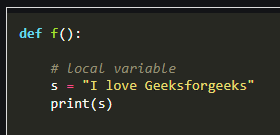 def f():
# local variable
s = "I love Geeksforgeeks"
print(s)